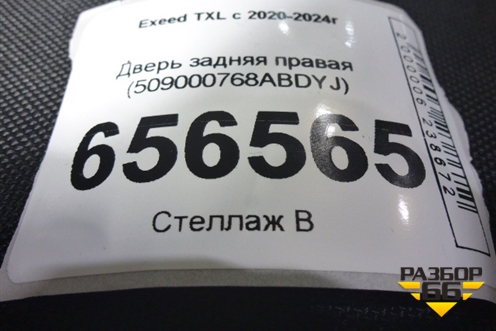 Exeed TXL с 2020-2024г
Дверь задняя правая
(509000768ABDYJ)
656565
Стеллаж В
2000006238672
РАЗБОР
66